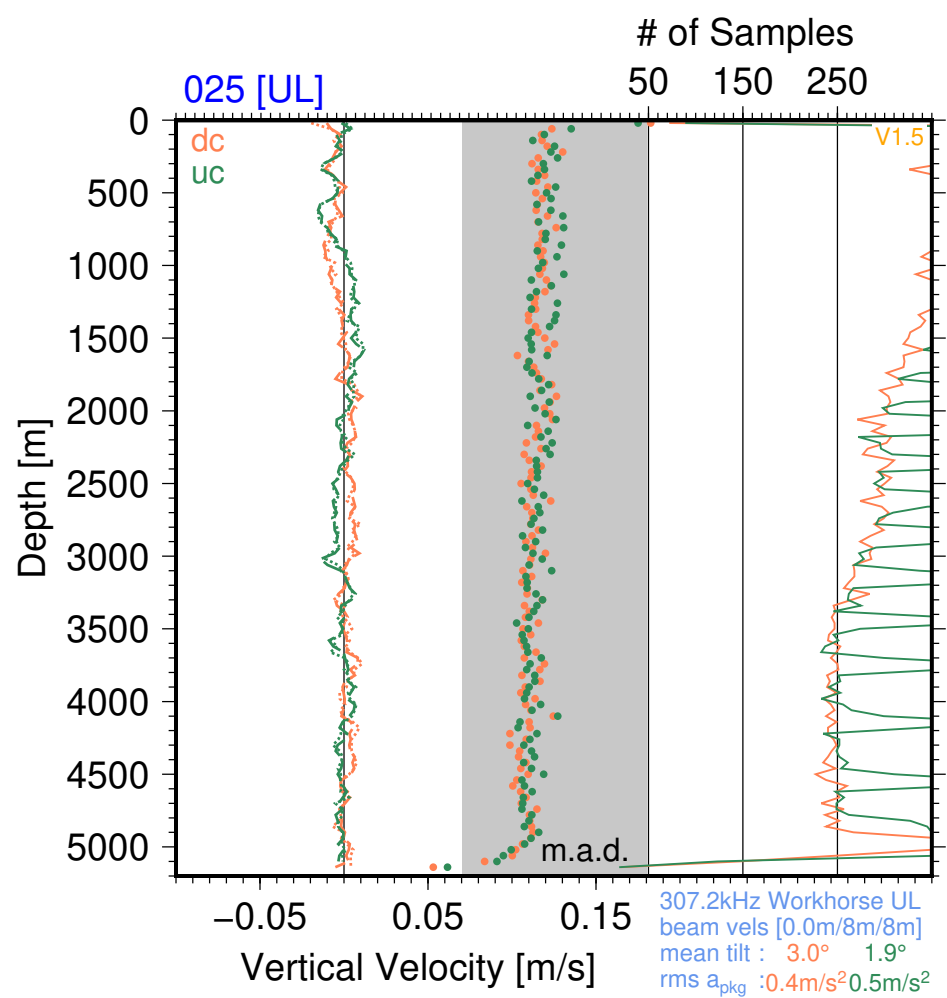 # of Samples
50 150 250
025 [UL]
dc
uc
V1.5
0
500
1000
1500
2000
2500
3000
3500
4000
4500
5000
Depth [m]
m.a.d.
−0.05 0.05 0.15
Vertical Velocity [m/s]
307.2kHz Workhorse UL
beam vels [0.0m/8m/8m]
mean tilt : 3.0° 1.9°
rms a_pkg :0.4m/s² 0.5m/s²